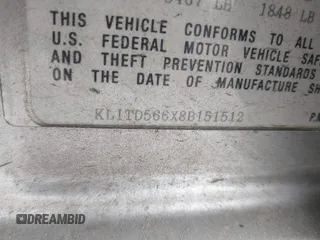 1848 LB
THIS VEHICLE CONFORMS TO ALL
U.S. FEDERAL MOTOR VEHICLE SAF
AND THEFT PREVENTION STANDARDS
ON THE DATE OF MANUFACTURE SH
KL1TD566X8B151512
DREAMBID